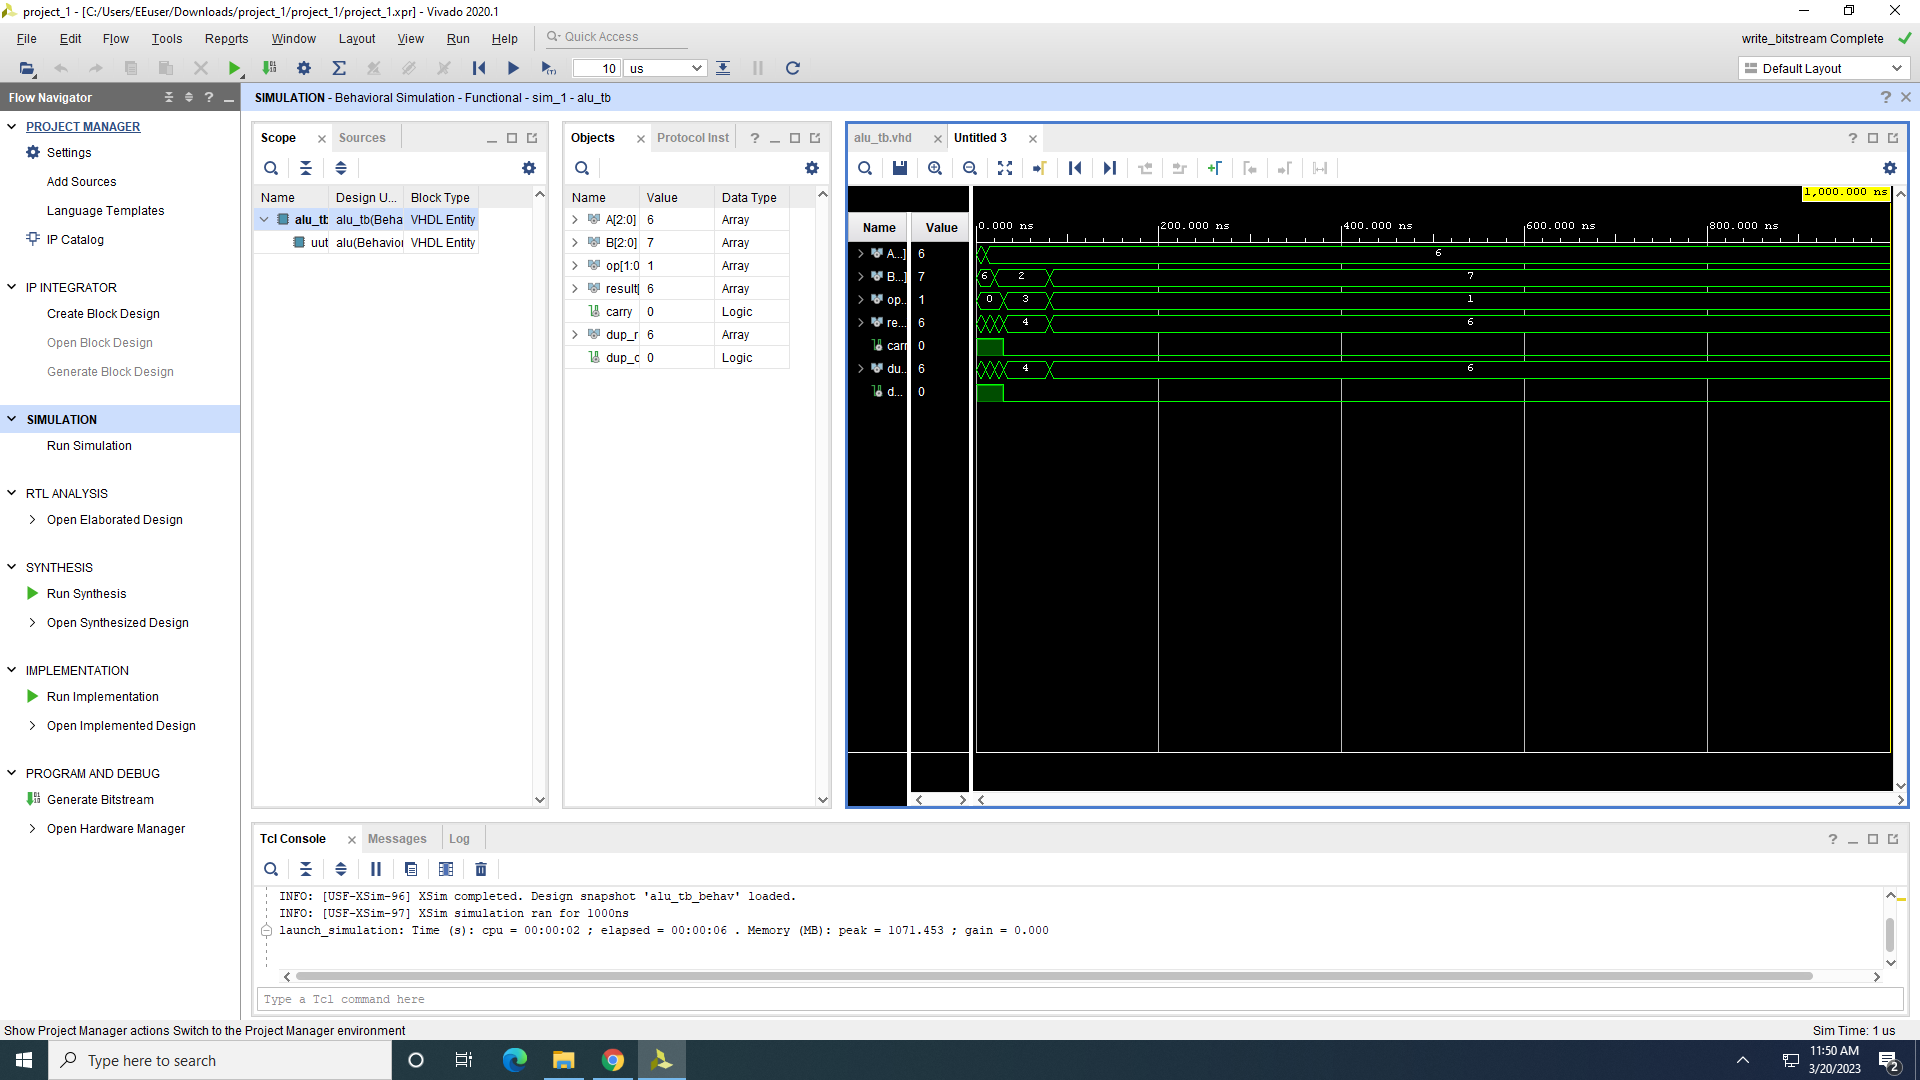 project_1 - [C:/Users/EEuser/Downloads/project_1/project_1/project_1.xpr] - Vivado 2020.1
File Edit Flow Tools Reports Window Layout View Run Help Quick Access
write_bitstream Complete
10 us
Default Layout
Flow Navigator
PROJECT MANAGER
Settings
Add Sources
Language Templates
IP Catalog
IP INTEGRATOR
Create Block Design
Open Block Design
Generate Block Design
SIMULATION
Run Simulation
RTL ANALYSIS
Open Elaborated Design
SYNTHESIS
Run Synthesis
Open Synthesized Design
IMPLEMENTATION
Run Implementation
Open Implemented Design
PROGRAM AND DEBUG
Generate Bitstream
Open Hardware Manager
SIMULATION - Behavioral Simulation - Functional - sim_1 - alu_tb
Scope Sources
Name Design U... Block Type
alu_tb alu_tb(Beha VHDL Entity
uut alu(Behavior VHDL Entity
Objects Protocol Inst
Name Value Data Type
A[2:0] 6 Array
B[2:0] 7 Array
op[1:0 1 Array
result[ 6 Array
carry 0 Logic
dup_r 6 Array
dup_c 0 Logic
alu_tb.vhd Untitled 3
1,000.000 ns
Name Value
0.000 ns 200.000 ns 400.000 ns 600.000 ns 800.000 ns
A...] 6 6
B...] 7 6 2 7
op... 1 0 3 1
re... 6 4 6
carr 0
du... 6 4 6
d... 0
Tcl Console Messages Log
INFO: [USF-XSim-96] XSim completed. Design snapshot 'alu_tb_behav' loaded.
INFO: [USF-XSim-97] XSim simulation ran for 1000ns
launch_simulation: Time (s): cpu = 00:00:02 ; elapsed = 00:00:06 . Memory (MB): peak = 1071.453 ; gain = 0.000
Type a Tcl command here
Show Project Manager actions Switch to the Project Manager environment
Sim Time: 1 us
Type here to search
11:50 AM
3/20/2023
2